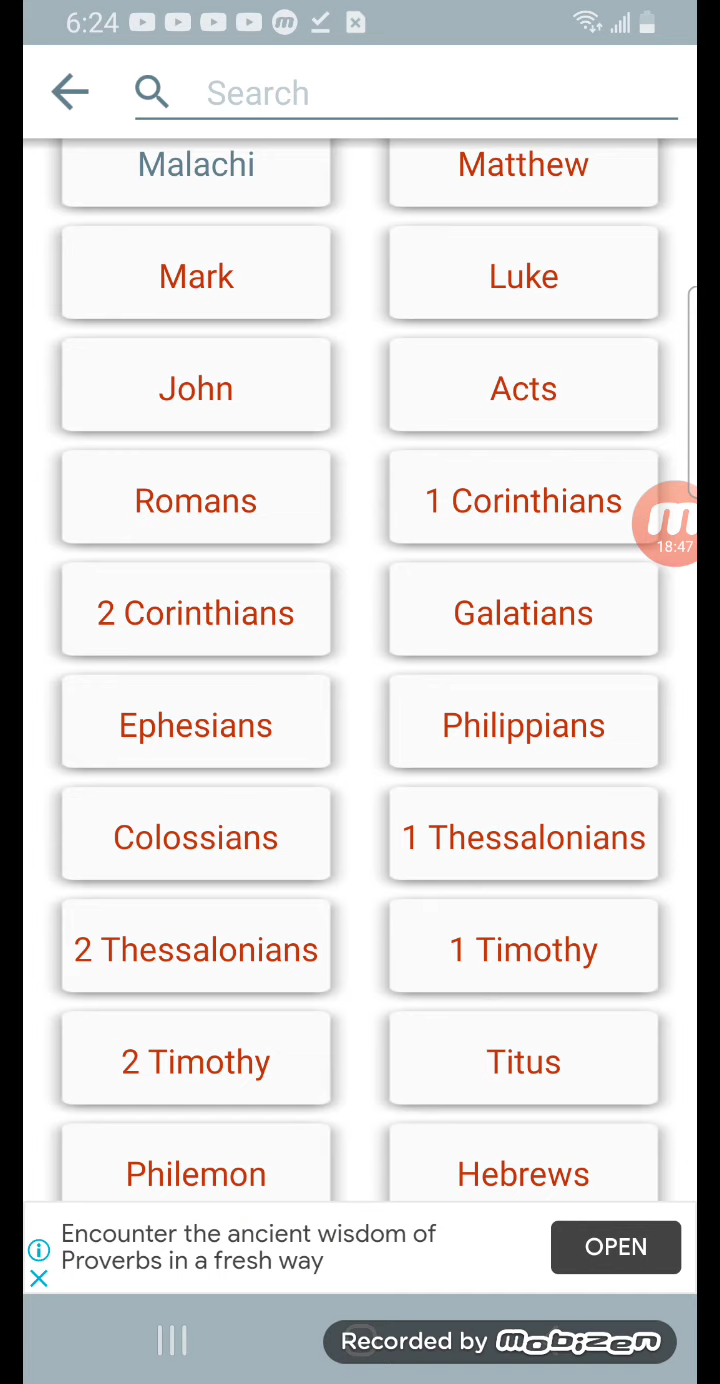 6:24
Search
Malachi
Matthew
Mark
Luke
John
Acts
Romans
1 Corinthians
18:47
2 Corinthians
Galatians
Ephesians
Philippians
Colossians
1 Thessalonians
2 Thessalonians
1 Timothy
2 Timothy
Titus
Philemon
Hebrews
Encounter the ancient wisdom of
Proverbs in a fresh way
OPEN
Recorded by Mobizen